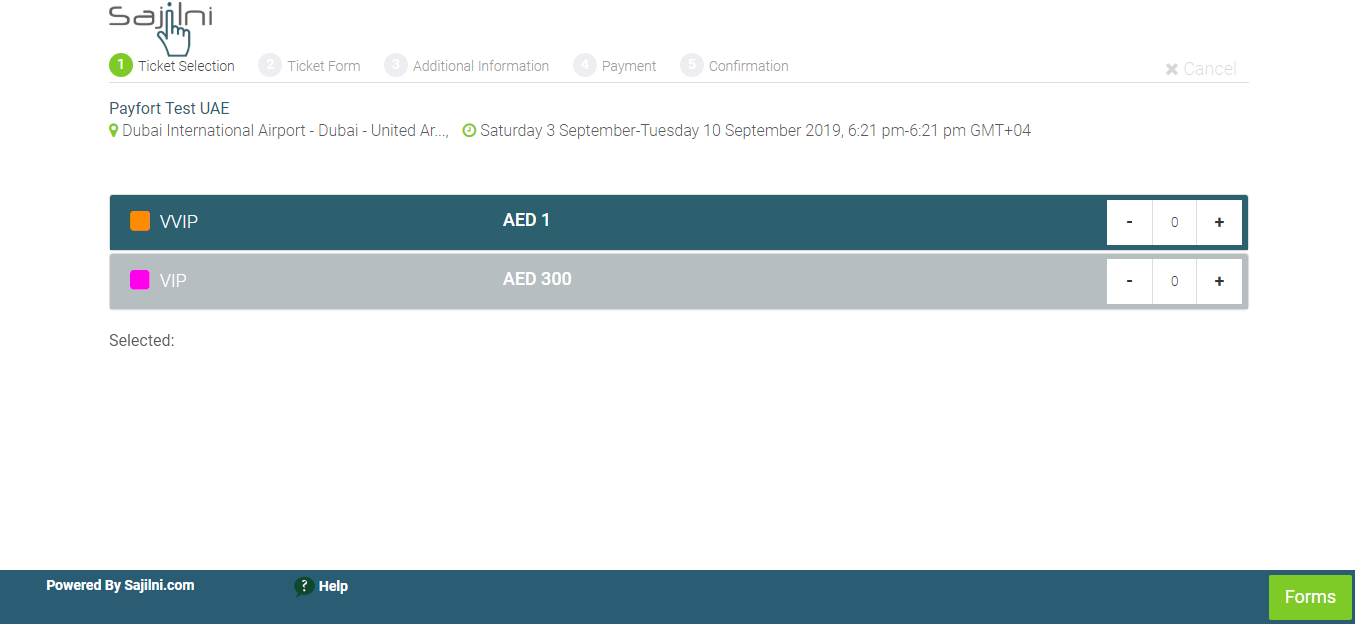 Sajilni
1 Ticket Selection 2 Ticket Form 3 Additional Information 4 Payment 5 Confirmation
✖ Cancel
Payfort Test UAE
Dubai International Airport - Dubai - United Ar..., Saturday 3 September-Tuesday 10 September 2019, 6:21 pm-6:21 pm GMT+04
VVIP AED 1 - 0 +
VIP AED 300 - 0 +
Selected:
Powered By Sajilni.com ? Help
Forms